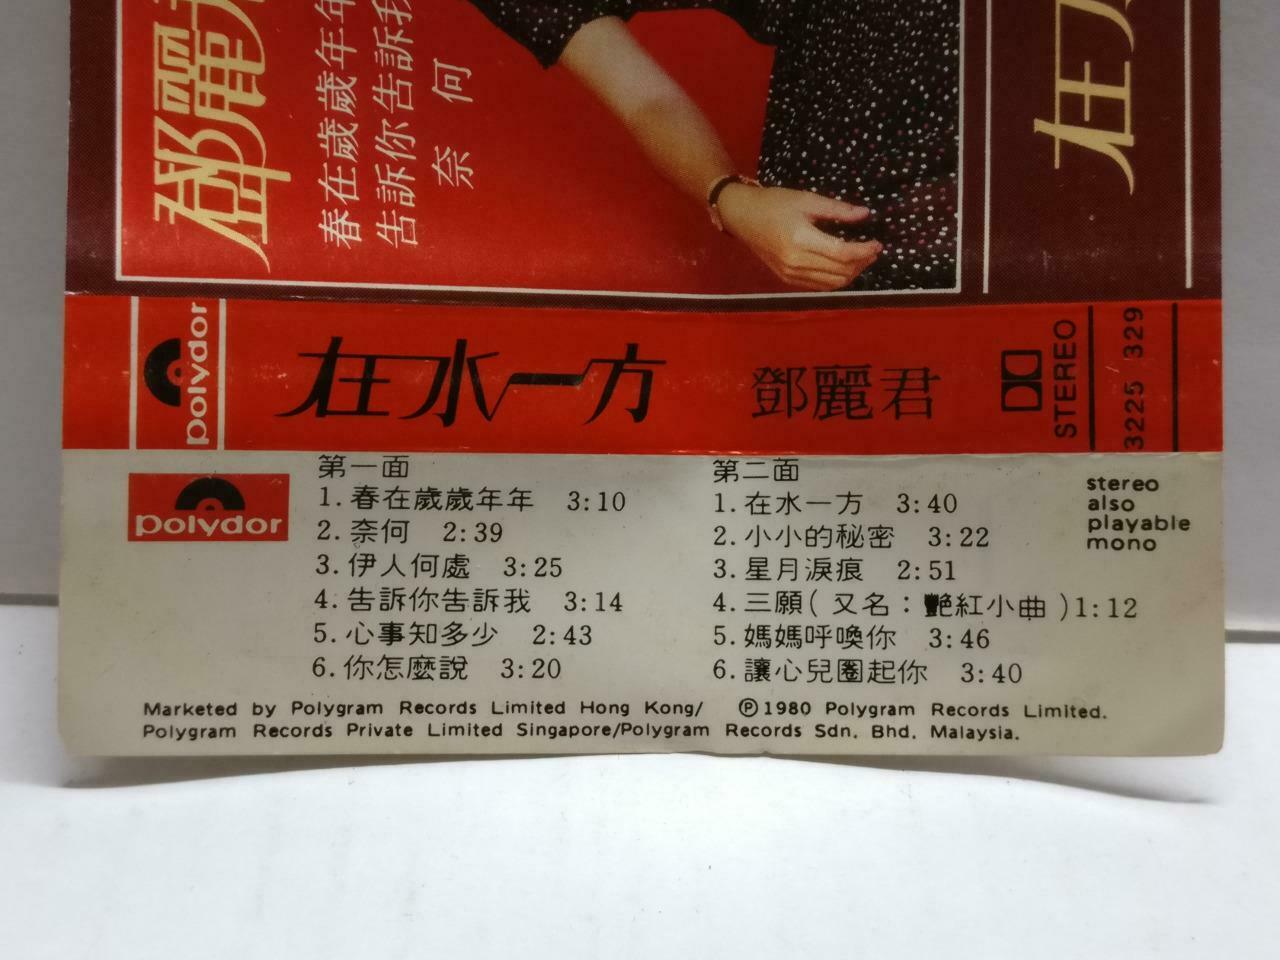 鄧麗
春在歲歲年年
告訴你告訴我
奈何
在
polydor
在水一方
鄧麗君
STEREO
3225 329
polydor
第一面
1. 春在歲歲年年 3:10
2. 奈何 2:39
3. 伊人何處 3:25
4. 告訴你告訴我 3:14
5. 心事知多少 2:43
6. 你怎麼說 3:20
第二面
1. 在水一方 3:40
2. 小小的秘密 3:22
3. 星月淚痕 2:51
4. 三願(又名:艷紅小曲)1:12
5. 媽媽呼喚你 3:46
6. 讓心兒圈起你 3:40
stereo
also
playable
mono
Marketed by Polygram Records Limited Hong Kong/ ℗1980 Polygram Records Limited.
Polygram Records Private Limited Singapore/Polygram Records Sdn. Bhd. Malaysia.